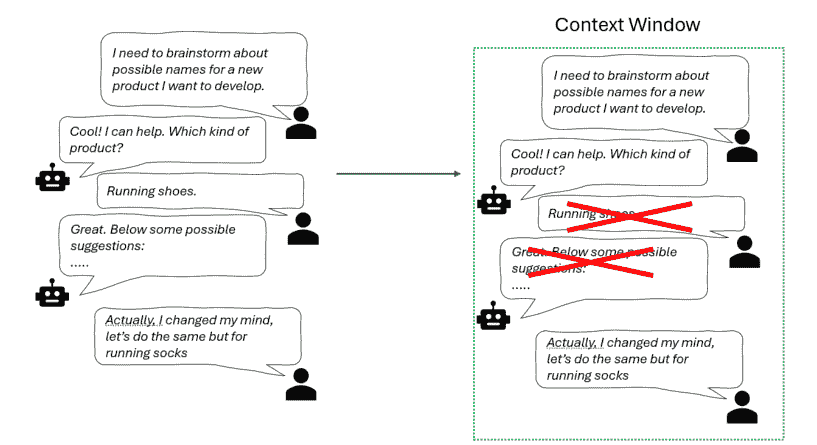 Context Window
I need to brainstorm about
possible names for a new
product I want to develop.
Cool! I can help. Which kind of
product?
Running shoes.
Great. Below some possible
suggestions:
.....
Actually, I changed my mind,
let's do the same but for
running socks
I need to brainstorm about
possible names for a new
product I want to develop.
Cool! I can help. Which kind of
product?
Running shoes.
Great. Below some possible
suggestions:
.....
Actually, I changed my mind,
let's do the same but for
running socks